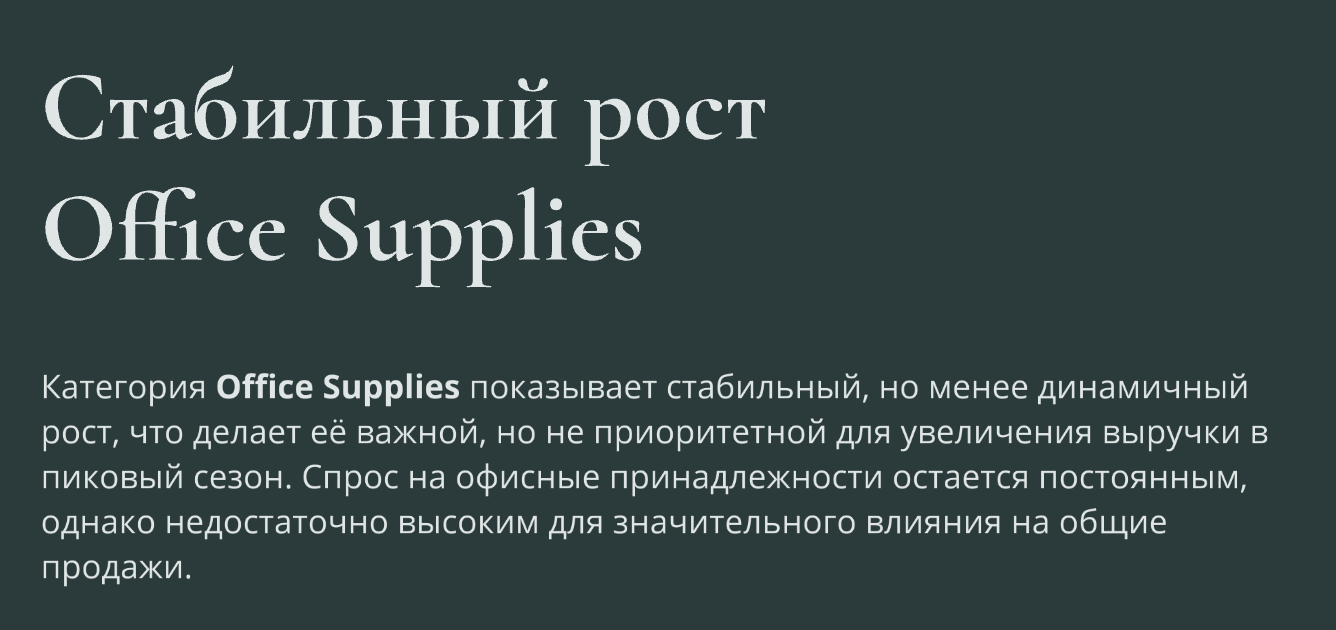 Стабильный рост
Office Supplies
Категория Office Supplies показывает стабильный, но менее динамичный
рост, что делает её важной, но не приоритетной для увеличения выручки в
пиковый сезон. Спрос на офисные принадлежности остается постоянным,
однако недостаточно высоким для значительного влияния на общие
продажи.